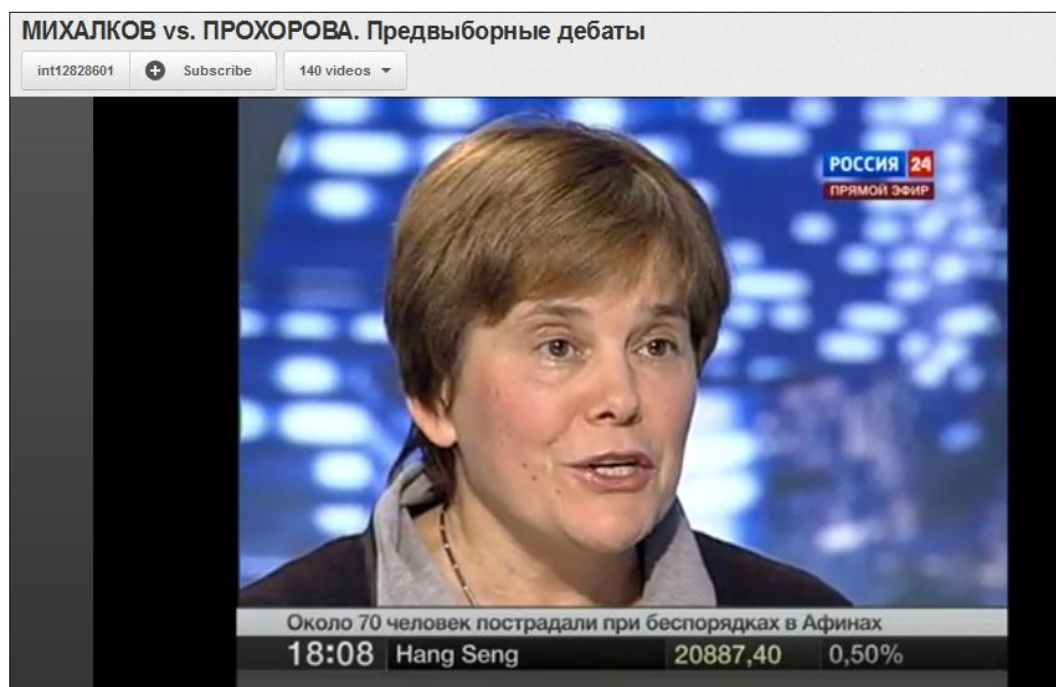 МИХАЛКОВ vs. ПРОХОРОВА. Предвыборные дебаты
int12828601 Subscribe 140 videos
РОССИЯ 24
ПРЯМОЙ ЭФИР
Около 70 человек пострадали при беспорядках в Афинах
18:08 Hang Seng 20887,40 0,50%